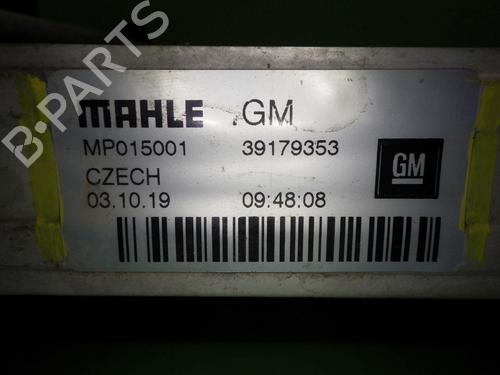 B-PARTS
MAHLE GM
MP015001 39179353
CZECH
GM
03.10.19 09:48:08